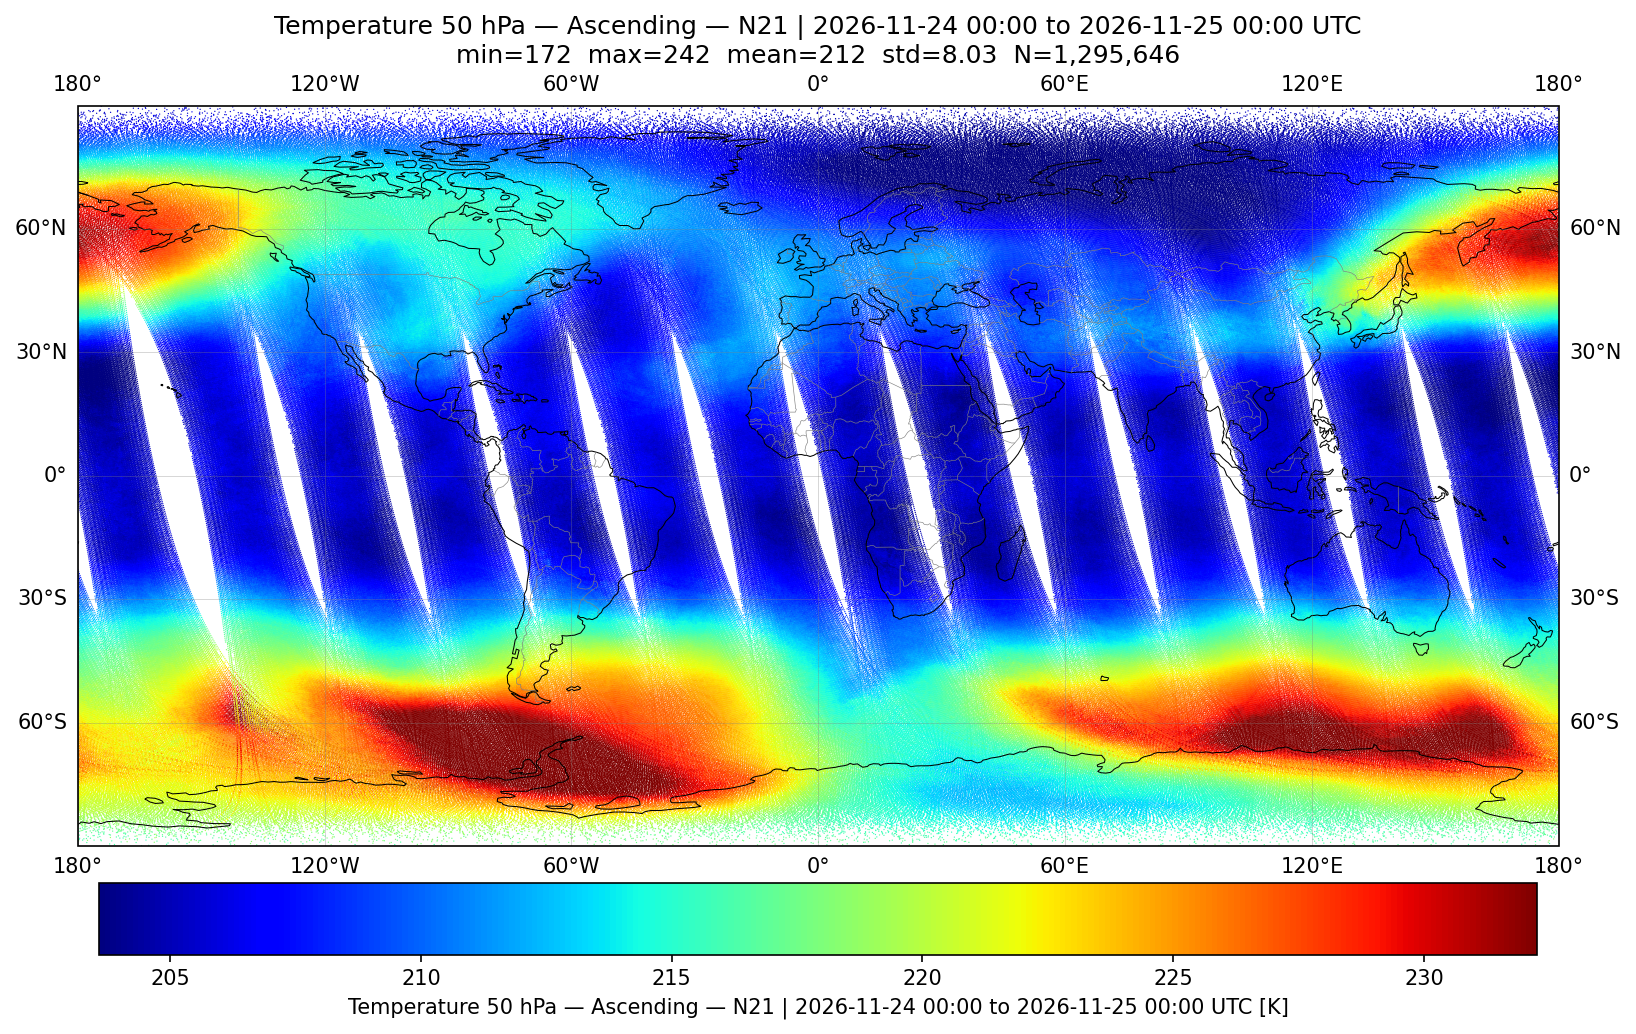 Temperature 50 hPa — Ascending — N21 | 2026-11-24 00:00 to 2026-11-25 00:00 UTC
min=172  max=242  mean=212  std=8.03  N=1,295,646
180° 120°W 60°W 0° 60°E 120°E 180°
60°N 60°N
30°N 30°N
0° 0°
30°S 30°S
60°S 60°S
180° 120°W 60°W 0° 60°E 120°E 180°
205 210 215 220 225 230
Temperature 50 hPa — Ascending — N21 | 2026-11-24 00:00 to 2026-11-25 00:00 UTC [K]